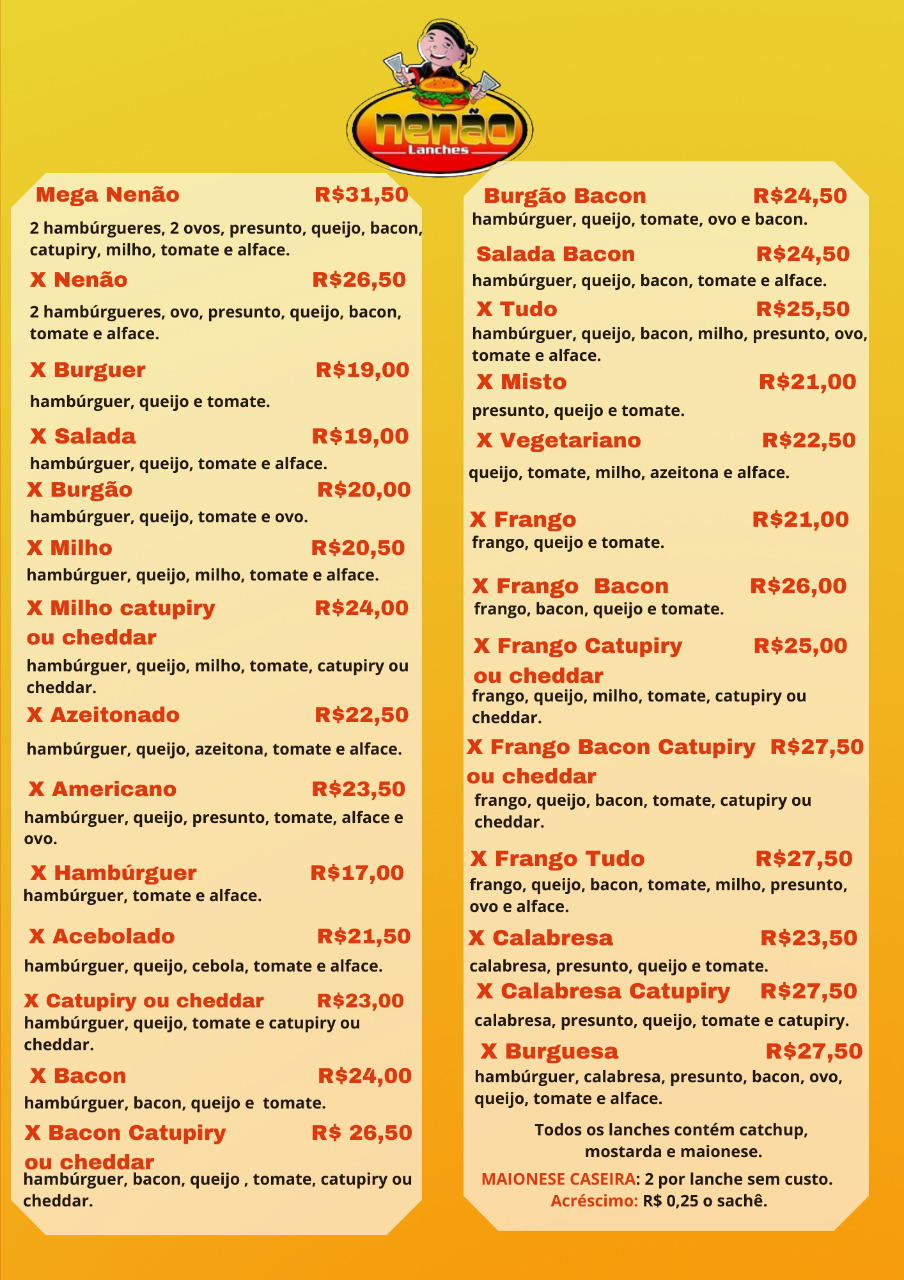 nenão
Lanches
Mega Nenão R$31,50
2 hambúrgueres, 2 ovos, presunto, queijo, bacon,
catupiry, milho, tomate e alface.
X Nenão R$26,50
2 hambúrgueres, ovo, presunto, queijo, bacon,
tomate e alface.
X Burguer R$19,00
hambúrguer, queijo e tomate.
X Salada R$19,00
hambúrguer, queijo, tomate e alface.
X Burgão R$20,00
hambúrguer, queijo, tomate e ovo.
X Milho R$20,50
hambúrguer, queijo, milho, tomate e alface.
X Milho catupiry R$24,00
ou cheddar
hambúrguer, queijo, milho, tomate, catupiry ou
cheddar.
X Azeitonado R$22,50
hambúrguer, queijo, azeitona, tomate e alface.
X Americano R$23,50
hambúrguer, queijo, presunto, tomate, alface e
ovo.
X Hambúrguer R$17,00
hambúrguer, tomate e alface.
X Acebolado R$21,50
hambúrguer, queijo, cebola, tomate e alface.
X Catupiry ou cheddar R$23,00
hambúrguer, queijo, tomate e catupiry ou
cheddar.
X Bacon R$24,00
hambúrguer, bacon, queijo e  tomate.
X Bacon Catupiry R$ 26,50
ou cheddar
hambúrguer, bacon, queijo , tomate, catupiry ou
cheddar.
Burgão Bacon R$24,50
hambúrguer, queijo, tomate, ovo e bacon.
Salada Bacon R$24,50
hambúrguer, queijo, bacon, tomate e alface.
X Tudo R$25,50
hambúrguer, queijo, bacon, milho, presunto, ovo,
tomate e alface.
X Misto R$21,00
presunto, queijo e tomate.
X Vegetariano R$22,50
queijo, tomate, milho, azeitona e alface.
X Frango R$21,00
frango, queijo e tomate.
X Frango  Bacon R$26,00
frango, bacon, queijo e tomate.
X Frango Catupiry R$25,00
ou cheddar
frango, queijo, milho, tomate, catupiry ou
cheddar.
X Frango Bacon Catupiry R$27,50
ou cheddar
frango, queijo, bacon, tomate, catupiry ou
cheddar.
X Frango Tudo R$27,50
frango, queijo, bacon, tomate, milho, presunto,
ovo e alface.
X Calabresa R$23,50
calabresa, presunto, queijo e tomate.
X Calabresa Catupiry R$27,50
calabresa, presunto, queijo, tomate e catupiry.
X Burguesa R$27,50
hambúrguer, calabresa, presunto, bacon, ovo,
queijo, tomate e alface.
Todos os lanches contém catchup,
mostarda e maionese.
MAIONESE CASEIRA: 2 por lanche sem custo.
Acréscimo: R$ 0,25 o sachê.